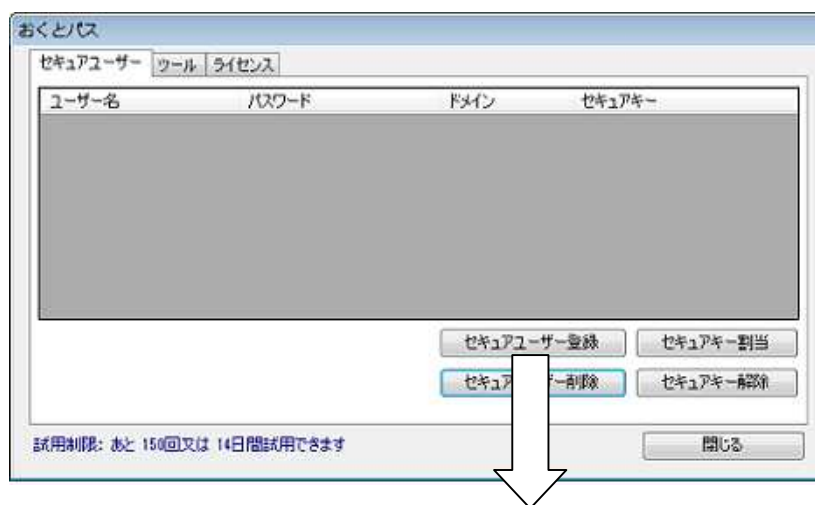 おくとパス
セキュアユーザー ツール ライセンス
ユーザー名 パスワード ドメイン セキュアキー
セキュアユーザー登録 セキュアキー割当
セキュア ー削除 セキュアキー解除
試用制限: あと 150回又は 14日間試用できます 閉じる